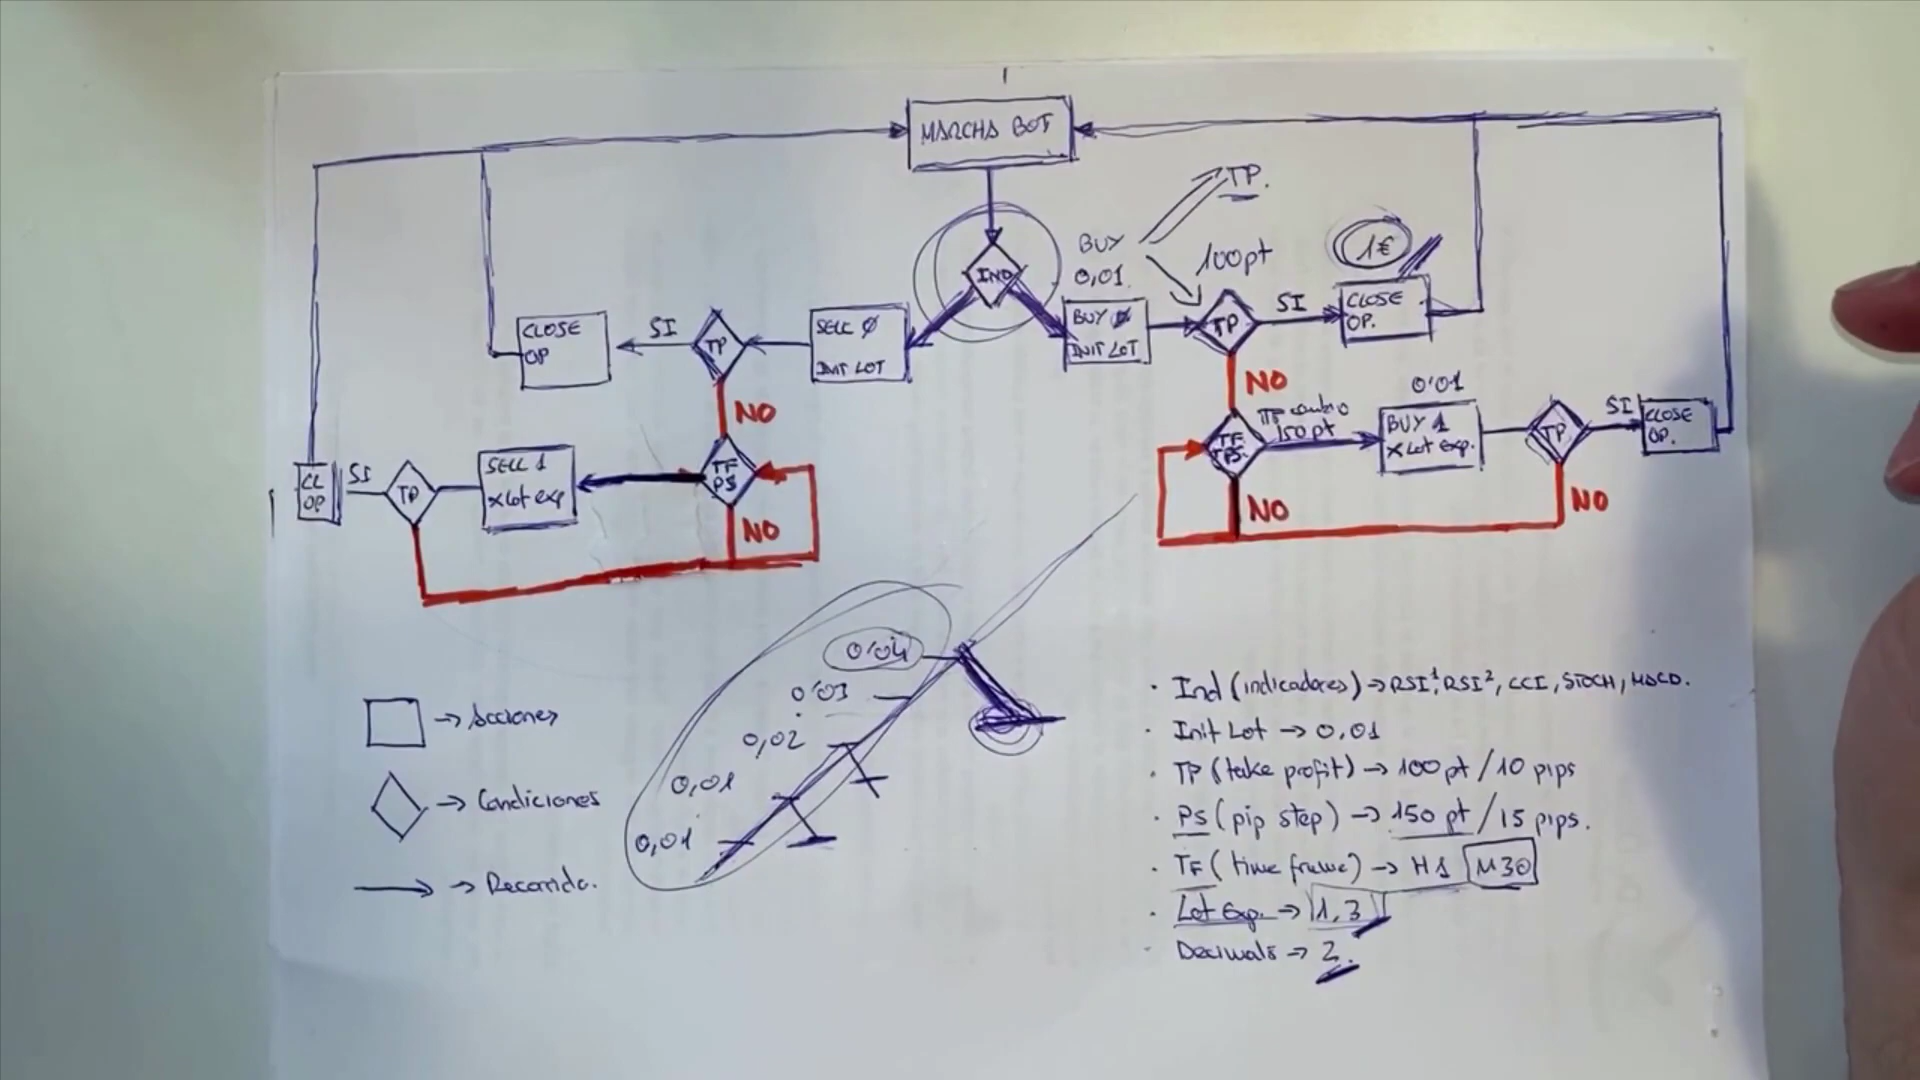 MARCHA BOT
IND
BUY
0,01
TP.
100pt
1€
BUY 0
INIT LOT
TP
SI
CLOSE
OP.
NO
TF
PS.
TF cambio
150pt
0'01
BUY 1
x Lot exp.
TP
SI
CLOSE
OP.
NO
NO
SELL 0
INIT LOT
TP
SI
CLOSE
OP
NO
TF
PS
NO
SELL 1
x Lot exp
TP
SI
CL
OP
0'04
0'03
0,02
0,01
0,01
→ Acciones
→ Condiciones
→ Recorrido.
· Ind (indicadores) → RSI¹, RSI², CCI, STOCH, MACD.
· Init Lot → 0,01
· TP (take profit) → 100 pt / 10 pips
· PS (pip step) → 150 pt / 15 pips.
· TF (time frame) → H1 M30
· Lot Exp. → 1,3
· Decimals → 2.